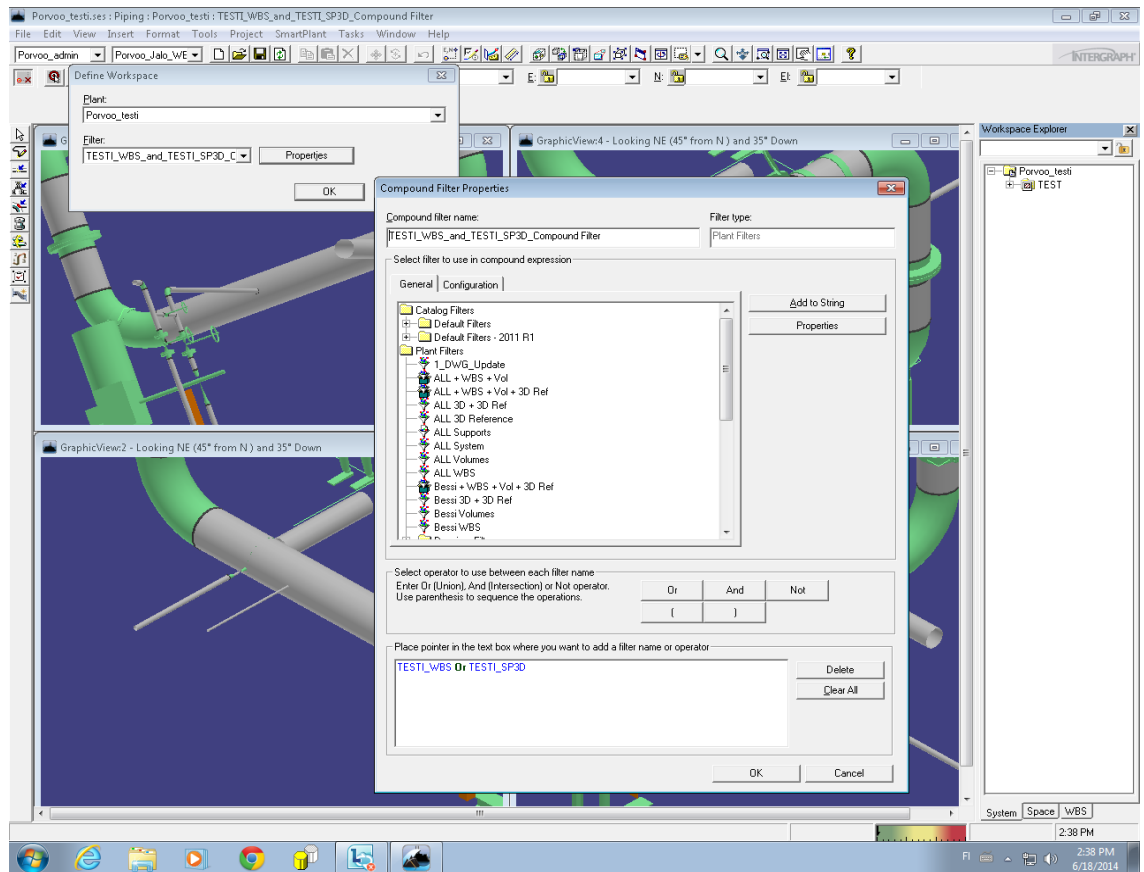 Porvoo_testi.ses : Piping : Porvoo_testi : TESTI_WBS_and_TESTI_SP3D_Compound Filter
File Edit View Insert Format Tools Project SmartPlant Tasks Window Help
Porvoo_admin Porvoo_Jalo_WE
INTERGRAPH
E: N: El:
Define Workspace
Plant:
Porvoo_testi
Filter:
TESTI_WBS_and_TESTI_SP3D_C
Properties
OK
GraphicView:4 - Looking NE (45° from N ) and 35° Down
GraphicView:2 - Looking NE (45° from N ) and 35° Down
Compound Filter Properties
Compound filter name:
Filter type:
TESTI_WBS_and_TESTI_SP3D_Compound Filter
Plant Filters
Select filter to use in compound expression
General Configuration
Catalog Filters
Default Filters
Default Filters - 2011 R1
Plant Filters
1_DWG_Update
ALL + WBS + Vol
ALL + WBS + Vol + 3D Ref
ALL 3D + 3D Ref
ALL 3D Reference
ALL Supports
ALL System
ALL Volumes
ALL WBS
Bessi + WBS + Vol + 3D Ref
Bessi 3D + 3D Ref
Bessi Volumes
Bessi WBS
Add to String
Properties
Select operator to use between each filter name
Enter Or (Union), And (Intersection) or Not operator.
Use parenthesis to sequence the operations.
Or And Not
( )
Place pointer in the text box where you want to add a filter name or operator
TESTI_WBS Or TESTI_SP3D
Delete
Clear All
OK Cancel
Workspace Explorer
Porvoo_testi
TEST
System Space WBS
2:38 PM
FI
2:38 PM
6/18/2014